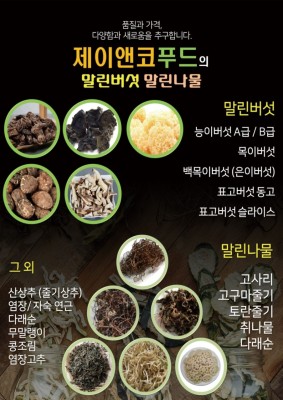 품질과 가격,
다양함과 새로움을 추구합니다.
제이앤코푸드의
말린버섯 말린나물
말린버섯
능이버섯 A급 / B급
목이버섯
백목이버섯 (은이버섯)
표고버섯 동고
표고버섯 슬라이스
말린나물
고사리
고구마줄기
토란줄기
취나물
다래순
그 외
산상추 (줄기상추)
염장/자숙 연근
다래순
무말랭이
콩조림
염장고추